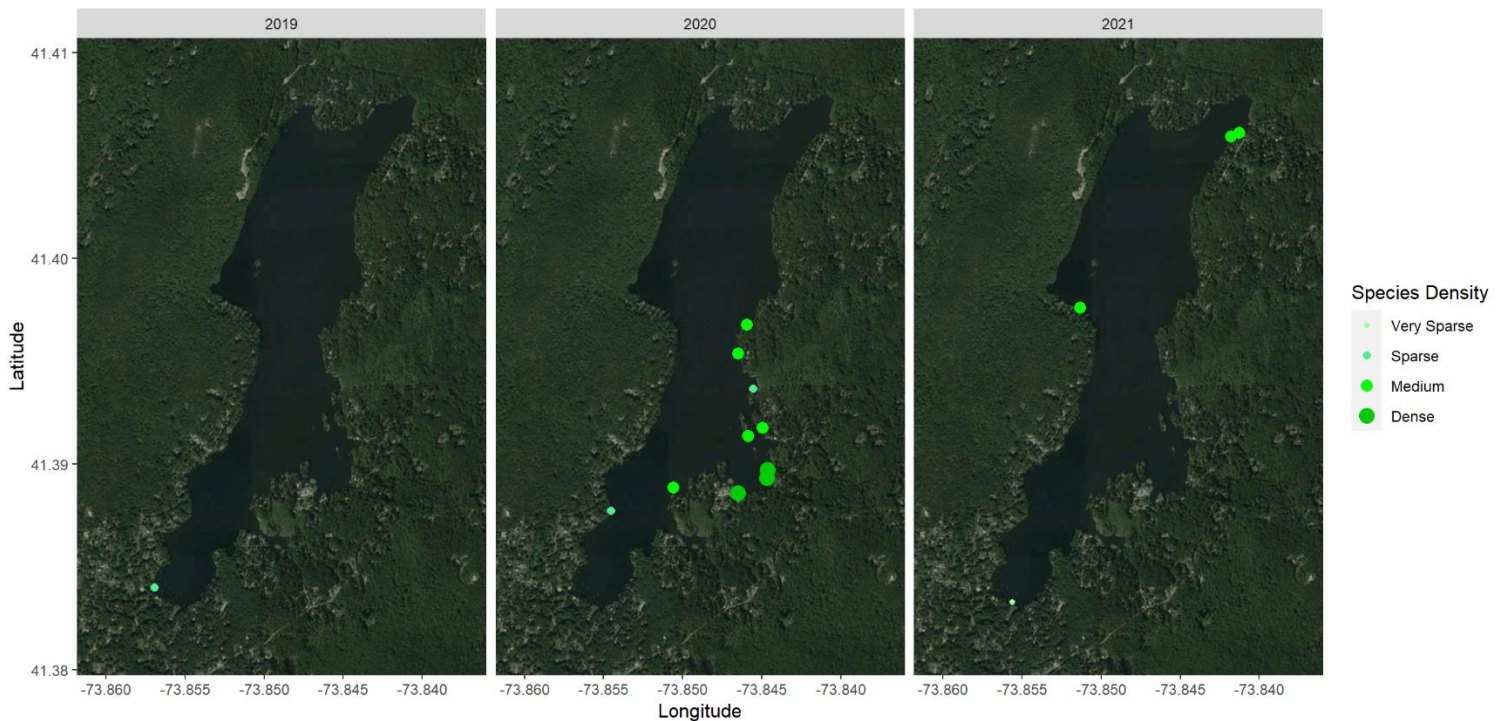 2019 2020 2021
41.41
41.40
41.39
41.38
Latitude
-73.860 -73.855 -73.850 -73.845 -73.840 -73.860 -73.855 -73.850 -73.845 -73.840 -73.860 -73.855 -73.850 -73.845 -73.840
Longitude
Species Density
Very Sparse
Sparse
Medium
Dense